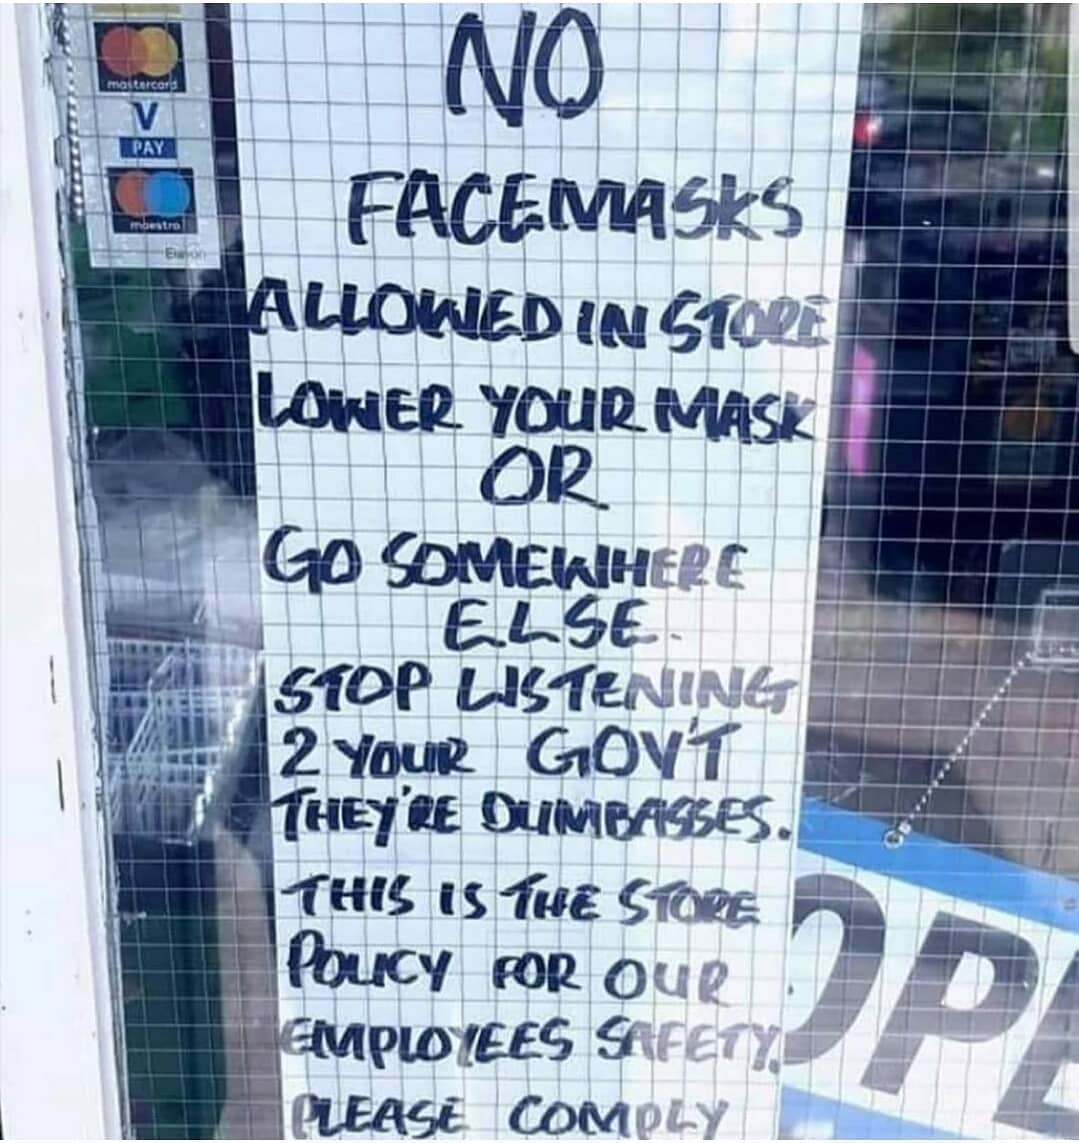 mastercard
V
PAY
maestro
NO
FACEMASKS
ALLOWED IN STORE
LOWER YOUR MASK
OR
GO SOMEWHERE
ELSE.
STOP LISTENING
2 YOUR GOV'T
THEY'RE DUMBASSES.
THIS IS THE STORE
POLICY FOR OUR
EMPLOYEES SAFETY.
PLEASE COMPLY
OPE